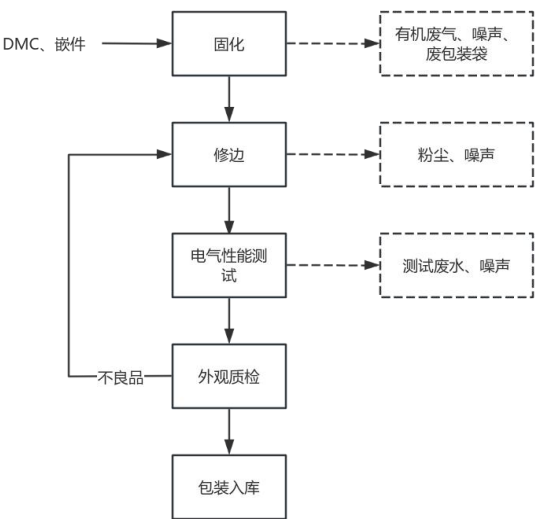 DMC、嵌件
固化
有机废气、噪声、
废包装袋
修边
粉尘、噪声
电气性能测
试
测试废水、噪声
不良品
外观质检
包装入库